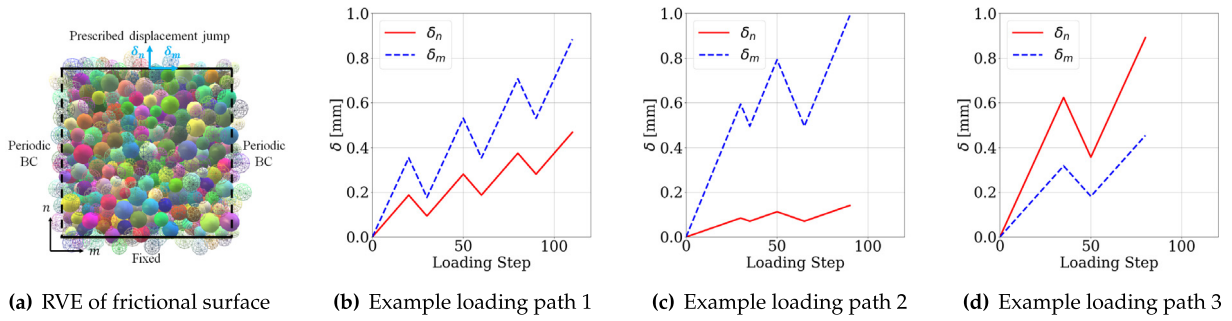 Prescribed displacement jump
δn δm
Periodic
BC
Periodic
BC
n
m
Fixed
(a) RVE of frictional surface
1.0
0.8
0.6
0.4
0.2
0.0
δ [mm]
δn
δm
0 50 100
Loading Step
(b) Example loading path 1
1.0
0.8
0.6
0.4
0.2
0.0
δ [mm]
δn
δm
0 50 100
Loading Step
(c) Example loading path 2
1.0
0.8
0.6
0.4
0.2
0.0
δ [mm]
δn
δm
0 50 100
Loading Step
(d) Example loading path 3